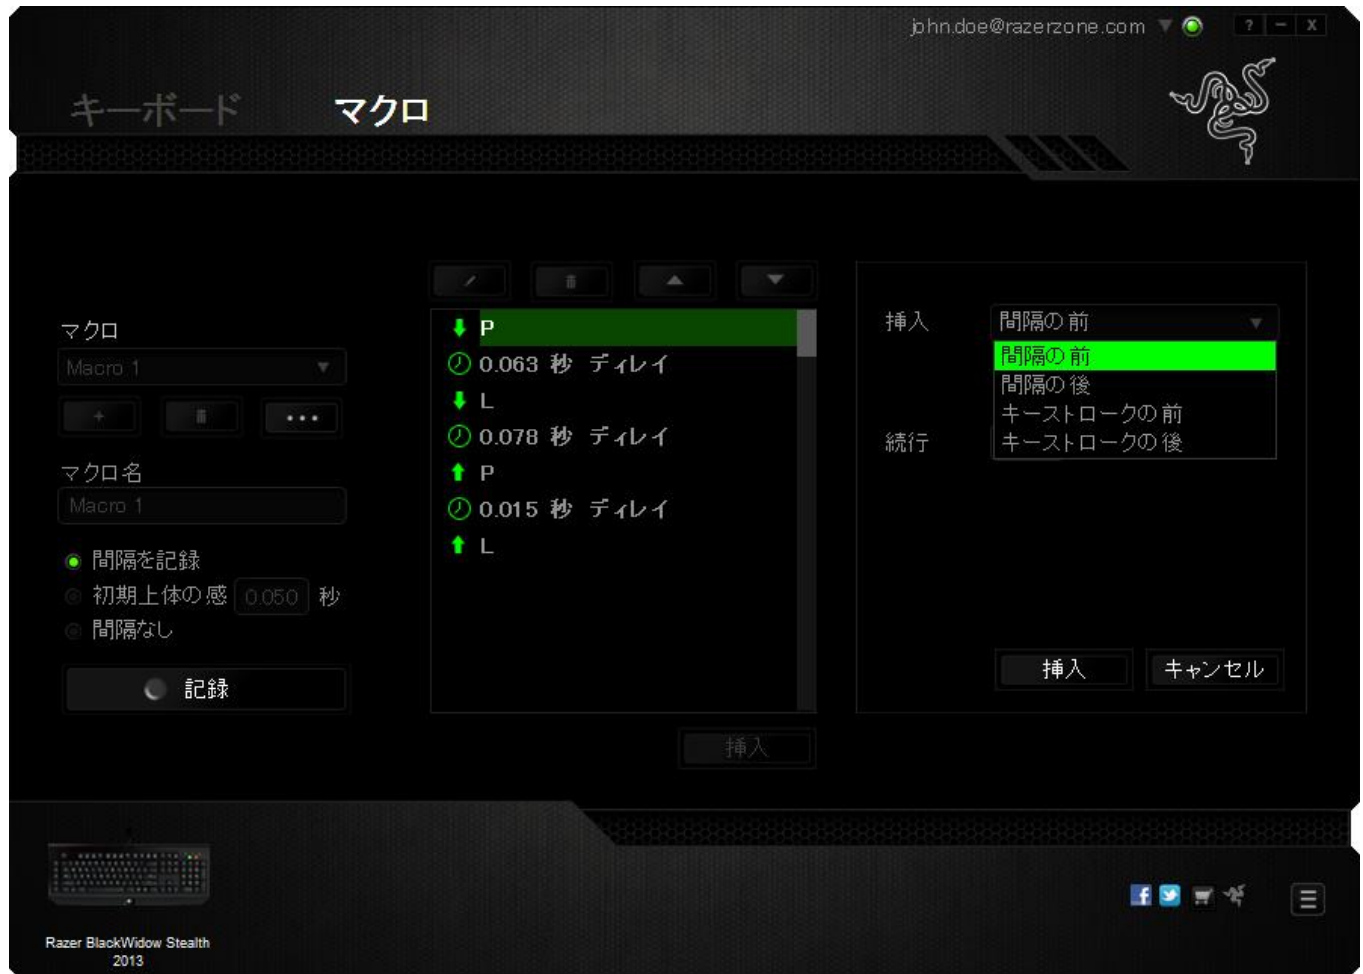 john.doe@razerzone.com
? − X
キーボード
マクロ
マクロ
Macro 1
+
...
マクロ名
Macro 1
間隔を記録
初期上体の感 0.050 秒
間隔なし
記録
P
0.063 秒 ディレイ
L
0.078 秒 ディレイ
P
0.015 秒 ディレイ
L
挿入
挿入 間隔の前
間隔の前
間隔の後
キーストロークの前
キーストロークの後
続行
挿入 キャンセル
Razer BlackWidow Stealth
2013
f